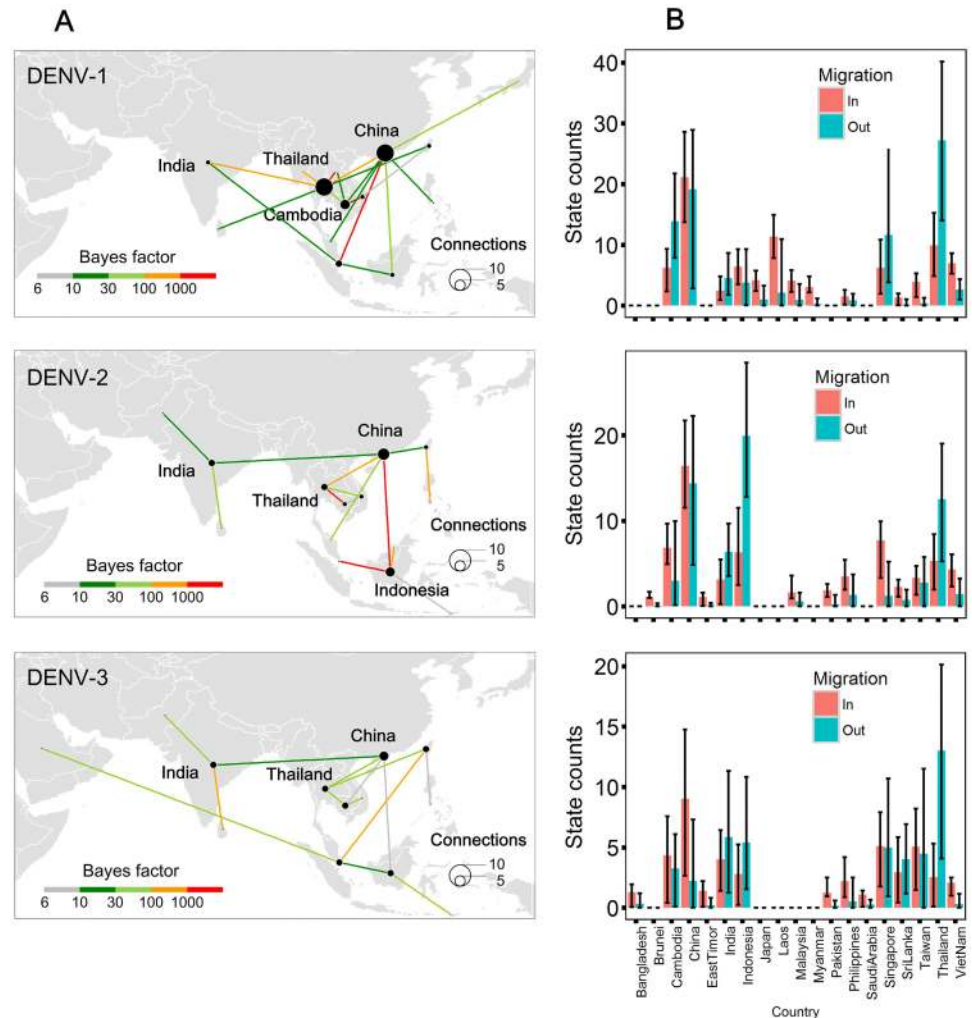 A
B
DENV-1
China
India
Thailand
Cambodia
Connections
10
5
Bayes factor
6 10 30 100 1000
State counts
40
30
20
10
0
Migration
In
Out
DENV-2
China
India
Thailand
Connections
10
5
Indonesia
Bayes factor
6 10 30 100 1000
State counts
20
10
0
Migration
In
Out
DENV-3
China
India
Thailand
Connections
10
5
Bayes factor
6 10 30 100 1000
State counts
20
15
10
5
0
Migration
In
Out
Bangladesh
Brunei
Cambodia
China
EastTimor
India
Indonesia
Japan
Laos
Malaysia
Myanmar
Pakistan
Philippines
SaudiArabia
Singapore
SriLanka
Taiwan
Thailand
VietNam
Country